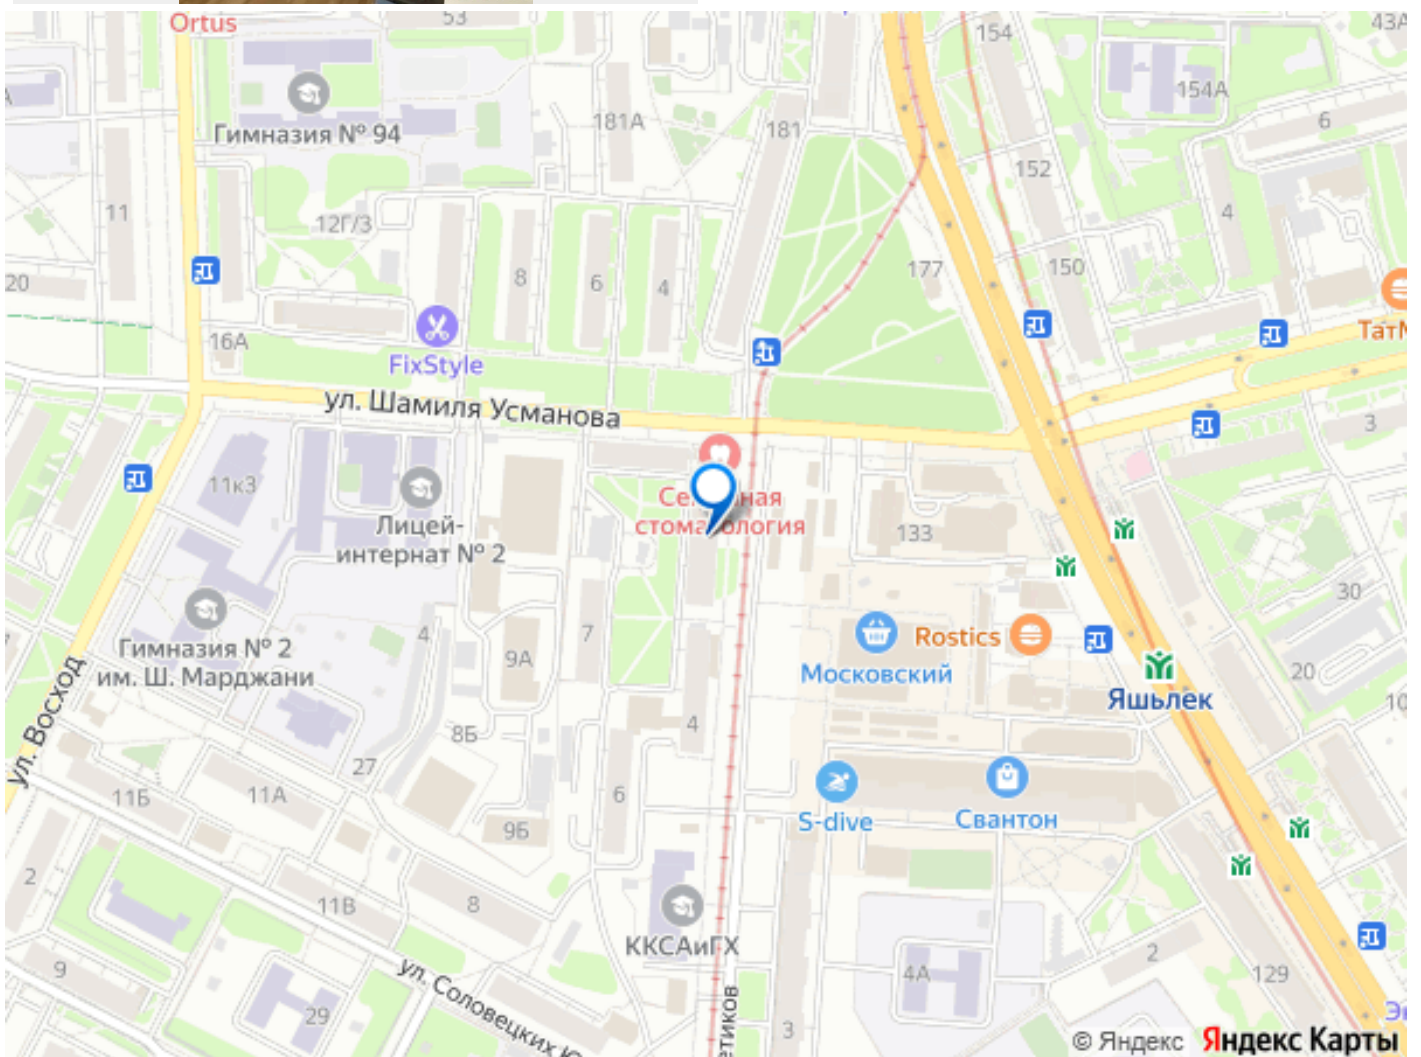 Ortus
53
154
43А
154А
Гимназия № 94
181А
181
6
152
11
12Г/3
4
20
8
6
4
177
150
16А
FixStyle
ул. Шамиля Усманова
3
11к3
Лицей-
интернат № 2
стоматология
133
Гимназия № 2
им. Ш. Марджани
4
9А
7
Московский
Rostics
30
20
10
Яшьлек
ул. Восход
8Б
4
27
11Б
11А
6
9Б
S-dive
Свантон
2
11В
8
ККСАиГХ
9
ул. Соловецких Ю
29
4А
2
129
етиков
3
© Яндекс Яндекс Карты